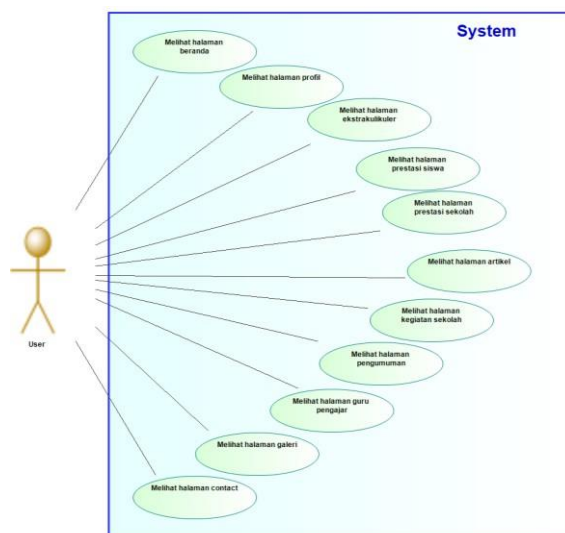 System
Melihat halaman
beranda
Melihat halaman profil
Melihat halaman
ekstrakulikuler
Melihat halaman
prestasi siswa
Melihat halaman
prestasi sekolah
Melihat halaman artikel
Melihat halaman
kegiatan sekolah
Melihat halaman
pengumuman
Melihat halaman guru
pengajar
Melihat halaman galeri
Melihat halaman contact
User